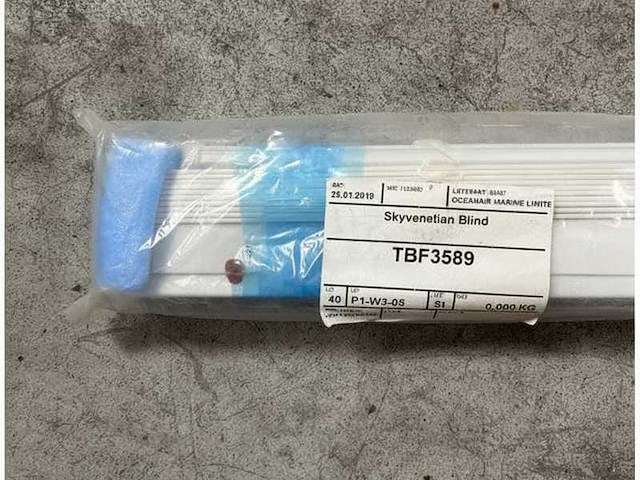 25.01.2019
OCEANAIR MARINE LIMITE
Skyvenetian Blind
TBF3589
40 P1-W3-05 St 0,000 KG